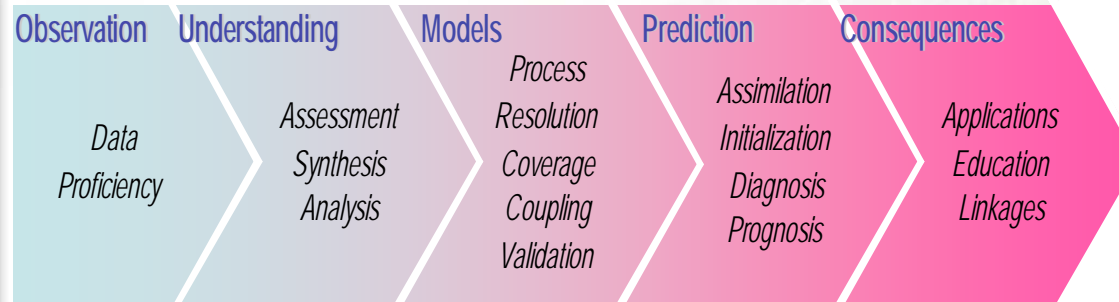 Observation
Data
Proficiency
Understanding
Assessment
Synthesis
Analysis
Models
Process
Resolution
Coverage
Coupling
Validation
Prediction
Assimilation
Initialization
Diagnosis
Prognosis
Consequences
Applications
Education
Linkages